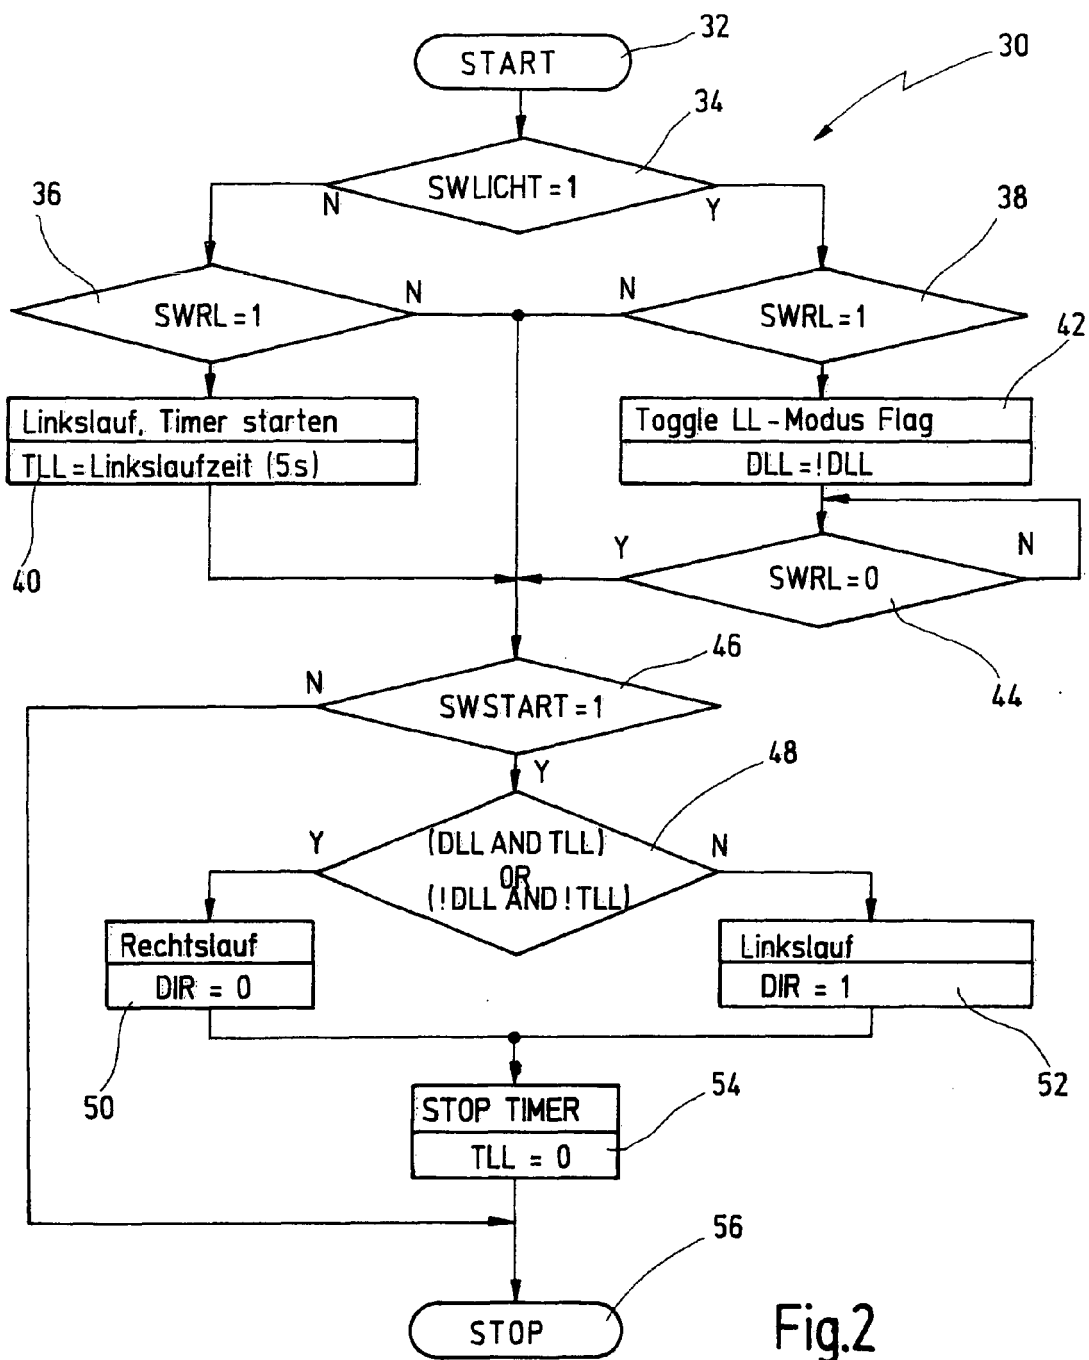 32
START
30
34
SWLICHT=1
N
Y
36
38
SWRL=1
N
N
SWRL=1
42
Linkslauf, Timer starten
TLL=Linkslaufzeit (5s)
Toggle LL-Modus Flag
DLL=!DLL
40
Y
N
SWRL=0
44
46
N
SWSTART=1
Y
48
Y
(DLL AND TLL)
OR
(!DLL AND !TLL)
N
Rechtslauf
DIR = 0
Linkslauf
DIR = 1
50
52
54
STOP TIMER
TLL = 0
56
STOP
Fig.2